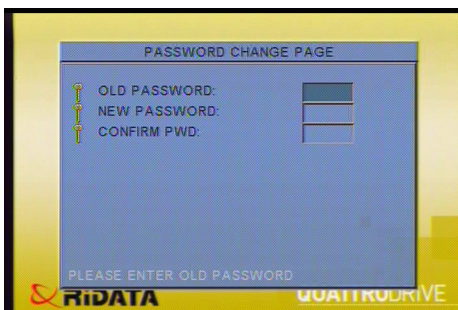 PASSWORD CHANGE PAGE
OLD PASSWORD:
NEW PASSWORD:
CONFIRM PWD:
PLEASE ENTER OLD PASSWORD
RiDATA
QUATTRODRIVE